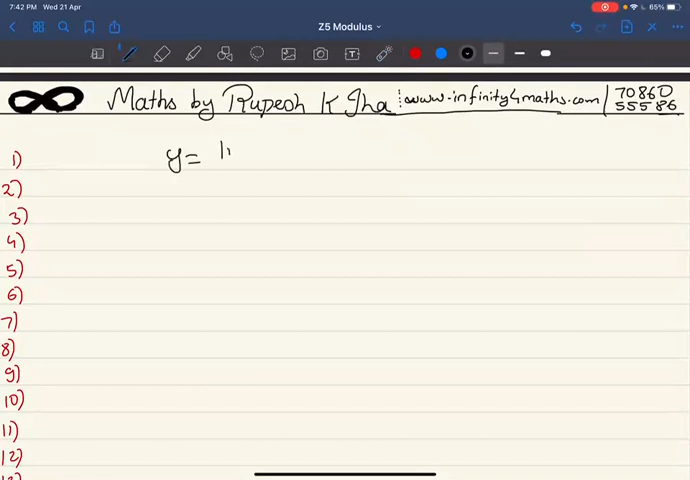 7:42 PM Wed 21 Apr 65%
Z5 Modulus
Maths by Rupesh K Jha www.infinity4maths.com 70860 55586
1) y = |
2)
3)
4)
5)
6)
7)
8)
9)
10)
11)
12)